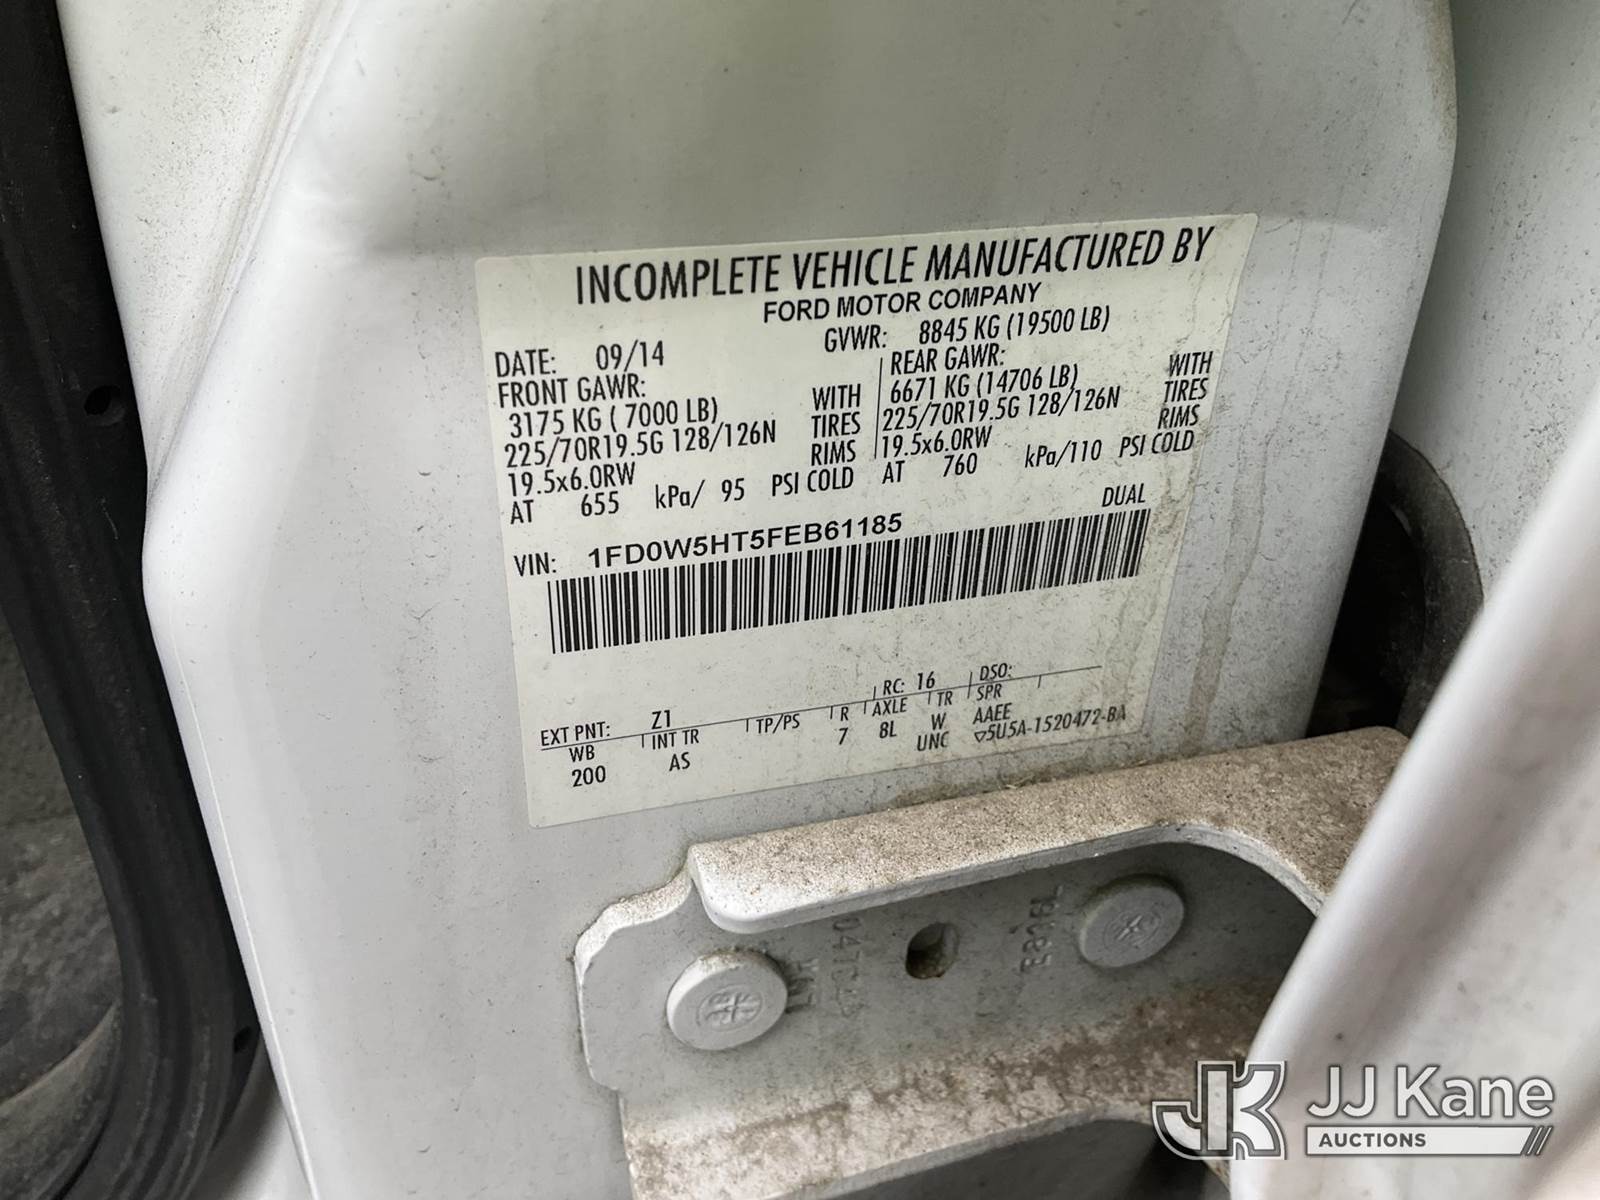 INCOMPLETE VEHICLE MANUFACTURED BY
FORD MOTOR COMPANY
DATE: 09/14 GVWR: 8845 KG (19500 LB)
FRONT GAWR: REAR GAWR:
3175 KG ( 7000 LB) WITH 6671 KG (14706 LB) WITH
225/70R19.5G 128/126N TIRES 225/70R19.5G 128/126N TIRES
19.5x6.0RW RIMS 19.5x6.0RW RIMS
AT 655 kPa/ 95 PSI COLD AT 760 kPa/110 PSI COLD
DUAL
VIN: 1FD0W5HT5FEB61185
EXT PNT: Z1 RC: 16 DSO:
WB INT TR TP/PS R AXLE TR SPR
200 AS 7 8L W AAEE
UNC ▽5U5A-1520472-BA
JK JJ Kane
AUCTIONS